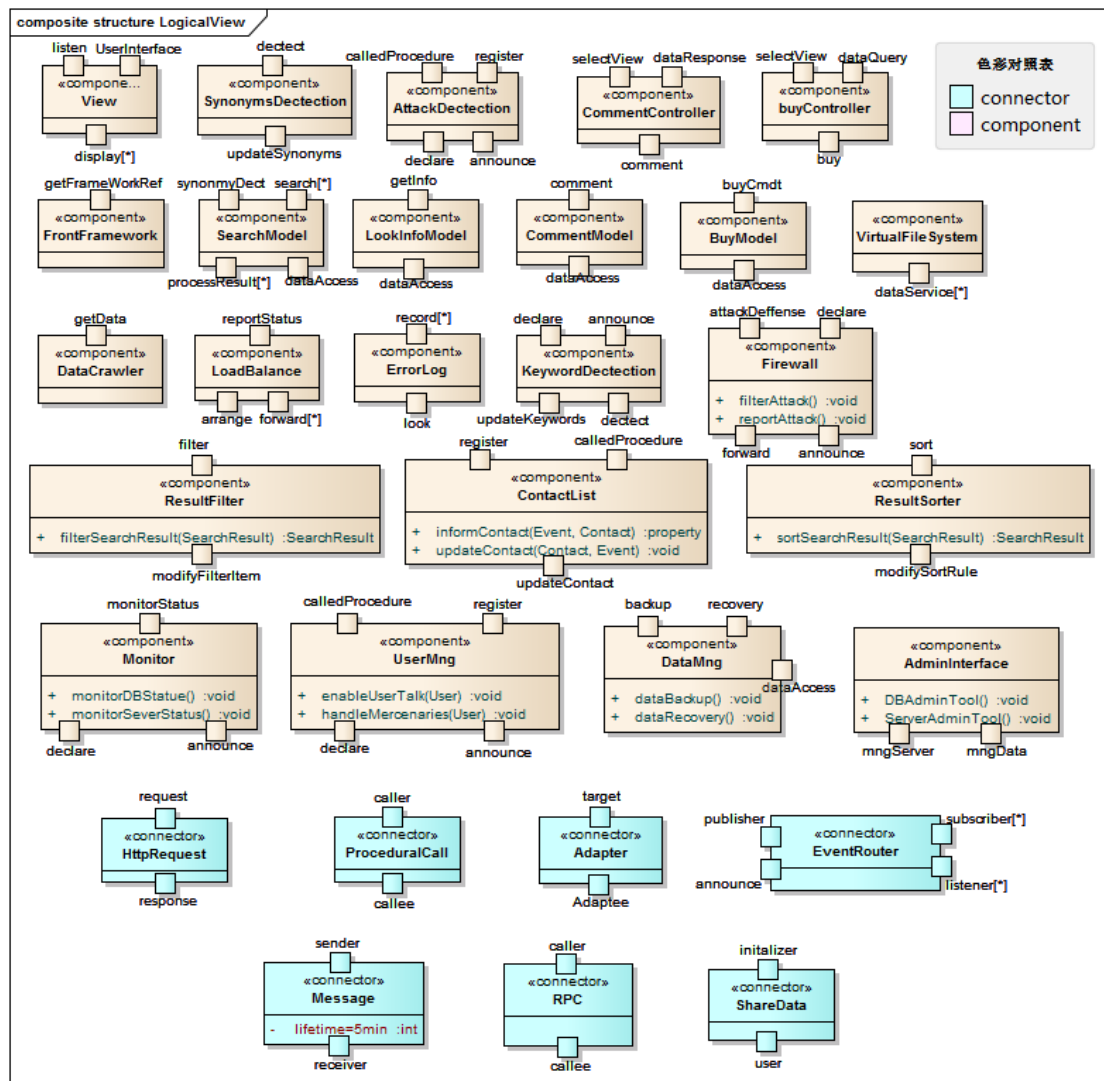 composite structure LogicalView
listen UserInterface
«compone...
View
display[*]
dectect
«component»
SynonymsDectection
updateSynonyms
calledProcedure register
«component»
AttackDectection
declare announce
selectView dataResponse
«component»
CommentController
comment
selectView dataQuery
«component»
buyController
buy
色彩对照表
connector
component
getFrameWorkRef
«component»
FrontFramework
synonmyDect search[*]
«component»
SearchModel
processResult[*] dataAccess
getInfo
«component»
LookInfoModel
dataAccess
comment
«component»
CommentModel
dataAccess
buyCmdt
«component»
BuyModel
dataAccess
«component»
VirtualFileSystem
dataService[*]
getData
«component»
DataCrawler
reportStatus
«component»
LoadBalance
arrange forward[*]
record[*]
«component»
ErrorLog
look
declare announce
«component»
KeywordDectection
updateKeywords dectect
attackDeffense declare
«component»
Firewall
+ filterAttack() :void
+ reportAttack() :void
forward announce
filter
«component»
ResultFilter
+ filterSearchResult(SearchResult) :SearchResult
modifyFilterItem
register calledProcedure
«component»
ContactList
+ informContact(Event, Contact) :property
+ updateContact(Contact, Event) :void
updateContact
sort
«component»
ResultSorter
+ sortSearchResult(SearchResult) :SearchResult
modifySortRule
monitorStatus
«component»
Monitor
+ monitorDBStatue() :void
+ monitorSeverStatus() :void
declare announce
calledProcedure register
«component»
UserMng
+ enableUserTalk(User) :void
+ handleMercenaries(User) :void
declare announce
backup recovery
«component»
DataMng
+ dataBackup() :void
+ dataRecovery() :void
dataAccess
«component»
AdminInterface
+ DBAdminTool() :void
+ ServerAdminTool() :void
mngServer mngData
request
«connector»
HttpRequest
response
caller
«connector»
ProceduralCall
callee
target
«connector»
Adapter
Adaptee
publisher subscriber[*]
«connector»
EventRouter
announce listener[*]
sender
«connector»
Message
- lifetime=5min :int
receiver
caller
«connector»
RPC
callee
initalizer
«connector»
ShareData
user